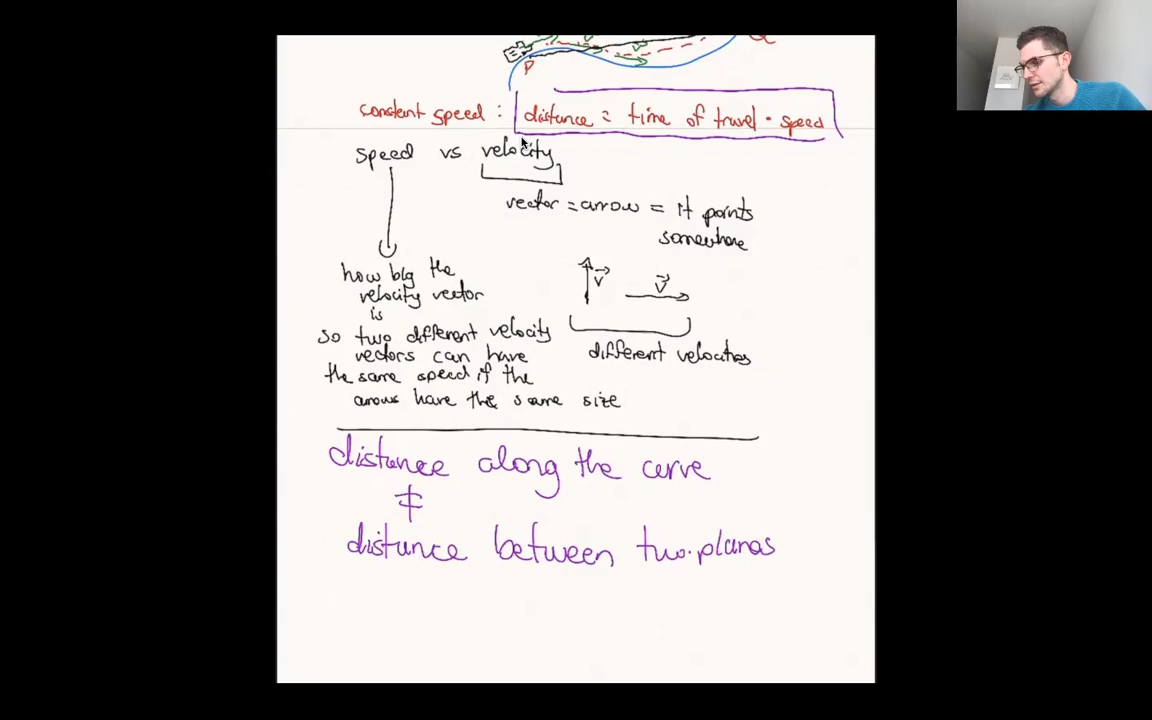 P Q
constant speed : distance = time of travel · speed
speed vs velocity
vector = arrow = it points
somewhere
how big the
velocity vector
is
v v
so two different velocity
vectors can have
the same speed if the
arrows have the same size
different velocities
distance along the curve
≠
distance between two planes